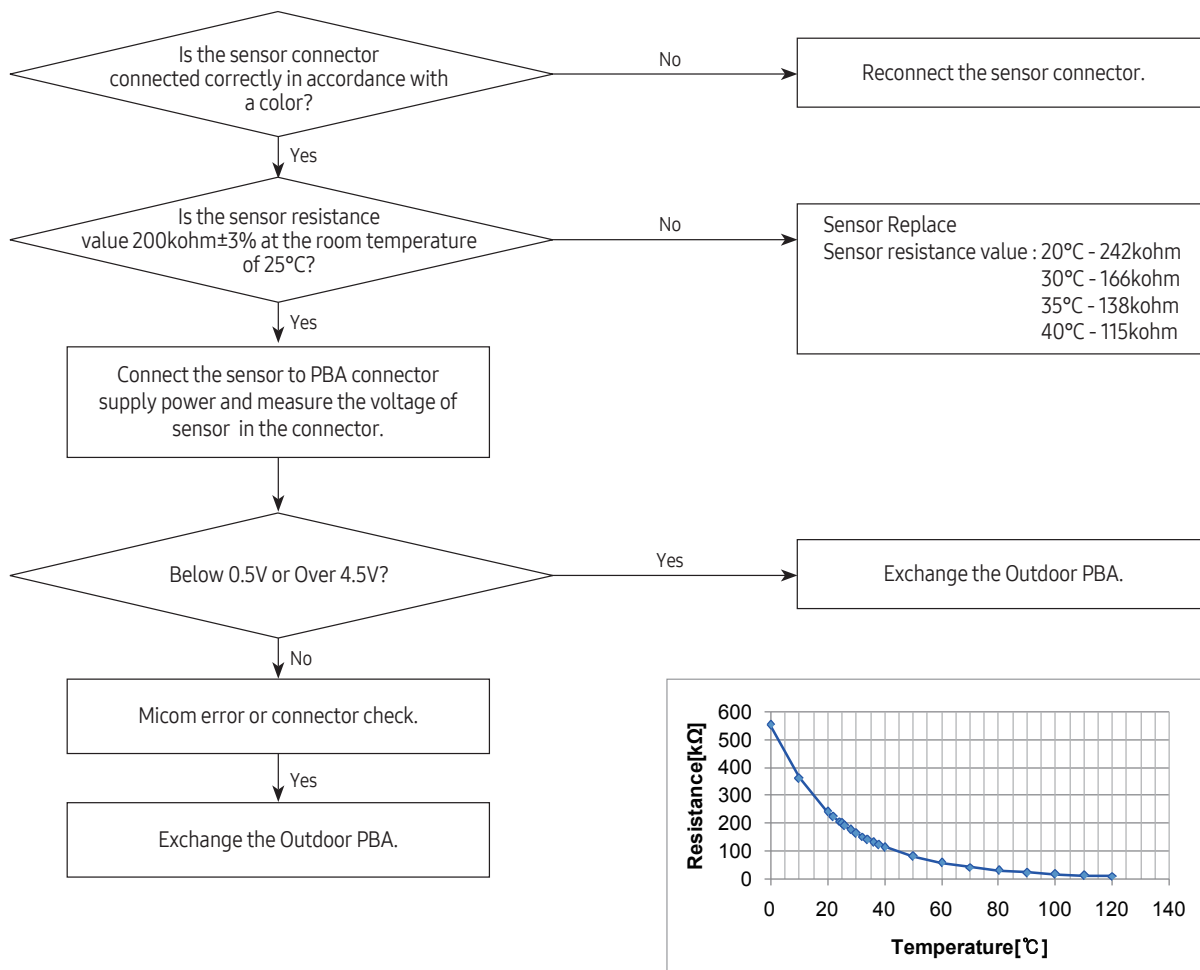 Is the sensor connector
connected correctly in accordance with
a color?
No
Reconnect the sensor connector.
Yes
Is the sensor resistance
value 200kohm±3% at the room temperature
of 25°C?
No
Sensor Replace
Sensor resistance value : 20°C - 242kohm
30°C - 166kohm
35°C - 138kohm
40°C - 115kohm
Yes
Connect the sensor to PBA connector
supply power and measure the voltage of
sensor in the connector.
Below 0.5V or Over 4.5V?
Yes
Exchange the Outdoor PBA.
No
Micom error or connector check.
Yes
Exchange the Outdoor PBA.
Resistance[kΩ]
600
500
400
300
200
100
0
0 20 40 60 80 100 120 140
Temperature[℃]